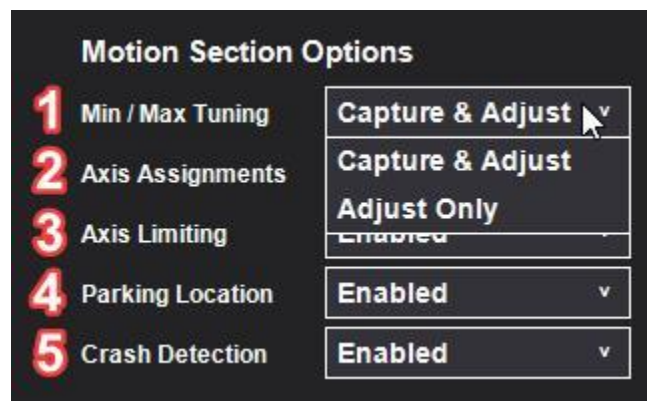 Motion Section Options
1 Min / Max Tuning Capture & Adjust v
2 Axis Assignments Capture & Adjust
Adjust Only
3 Axis Limiting Enabled
4 Parking Location Enabled v
5 Crash Detection Enabled v